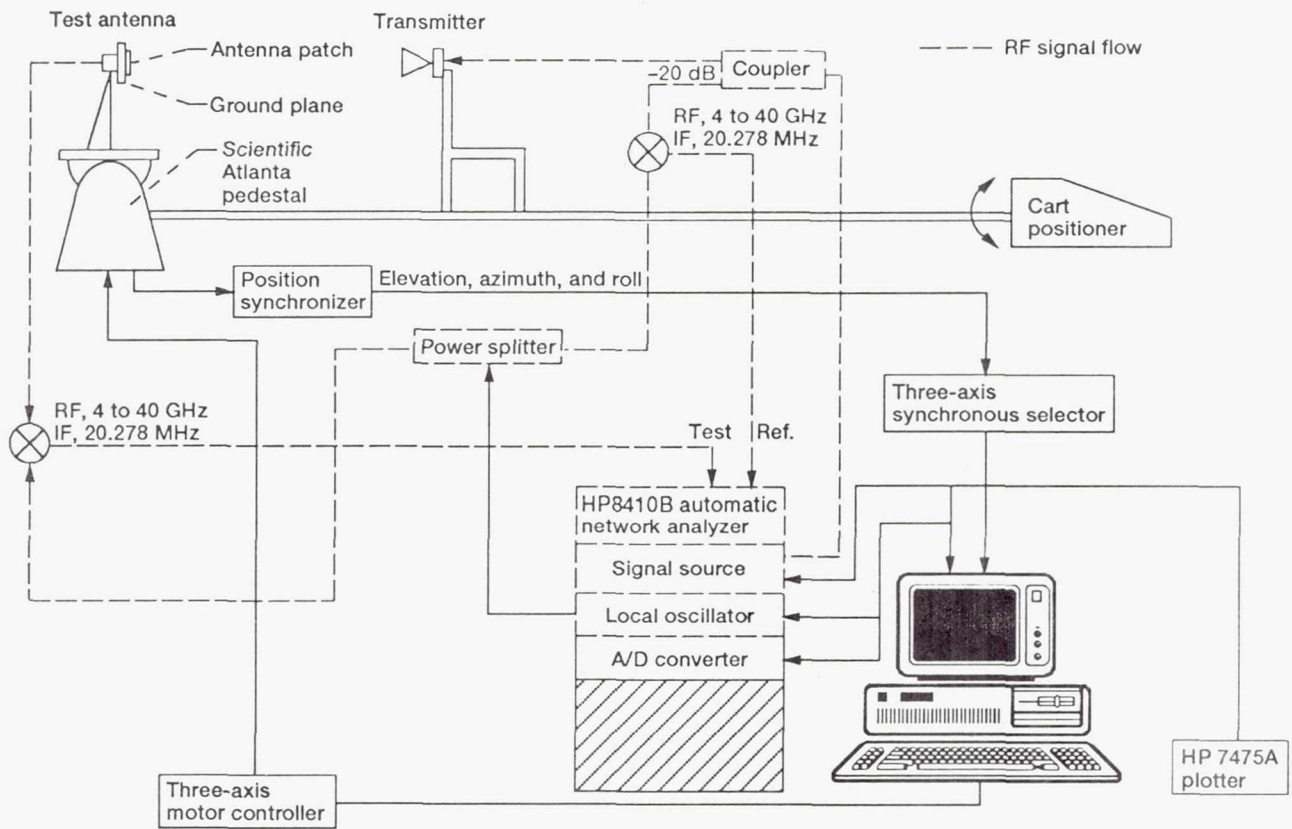 Test antenna
Antenna patch
Ground plane
Scientific
Atlanta
pedestal
Transmitter
–20 dB
Coupler
RF signal flow
RF, 4 to 40 GHz
IF, 20.278 MHz
Cart
positioner
Position
synchronizer
Elevation, azimuth, and roll
Power splitter
Three-axis
synchronous selector
RF, 4 to 40 GHz
IF, 20.278 MHz
Test
Ref.
HP8410B automatic
network analyzer
Signal source
Local oscillator
A/D converter
HP 7475A
plotter
Three-axis
motor controller